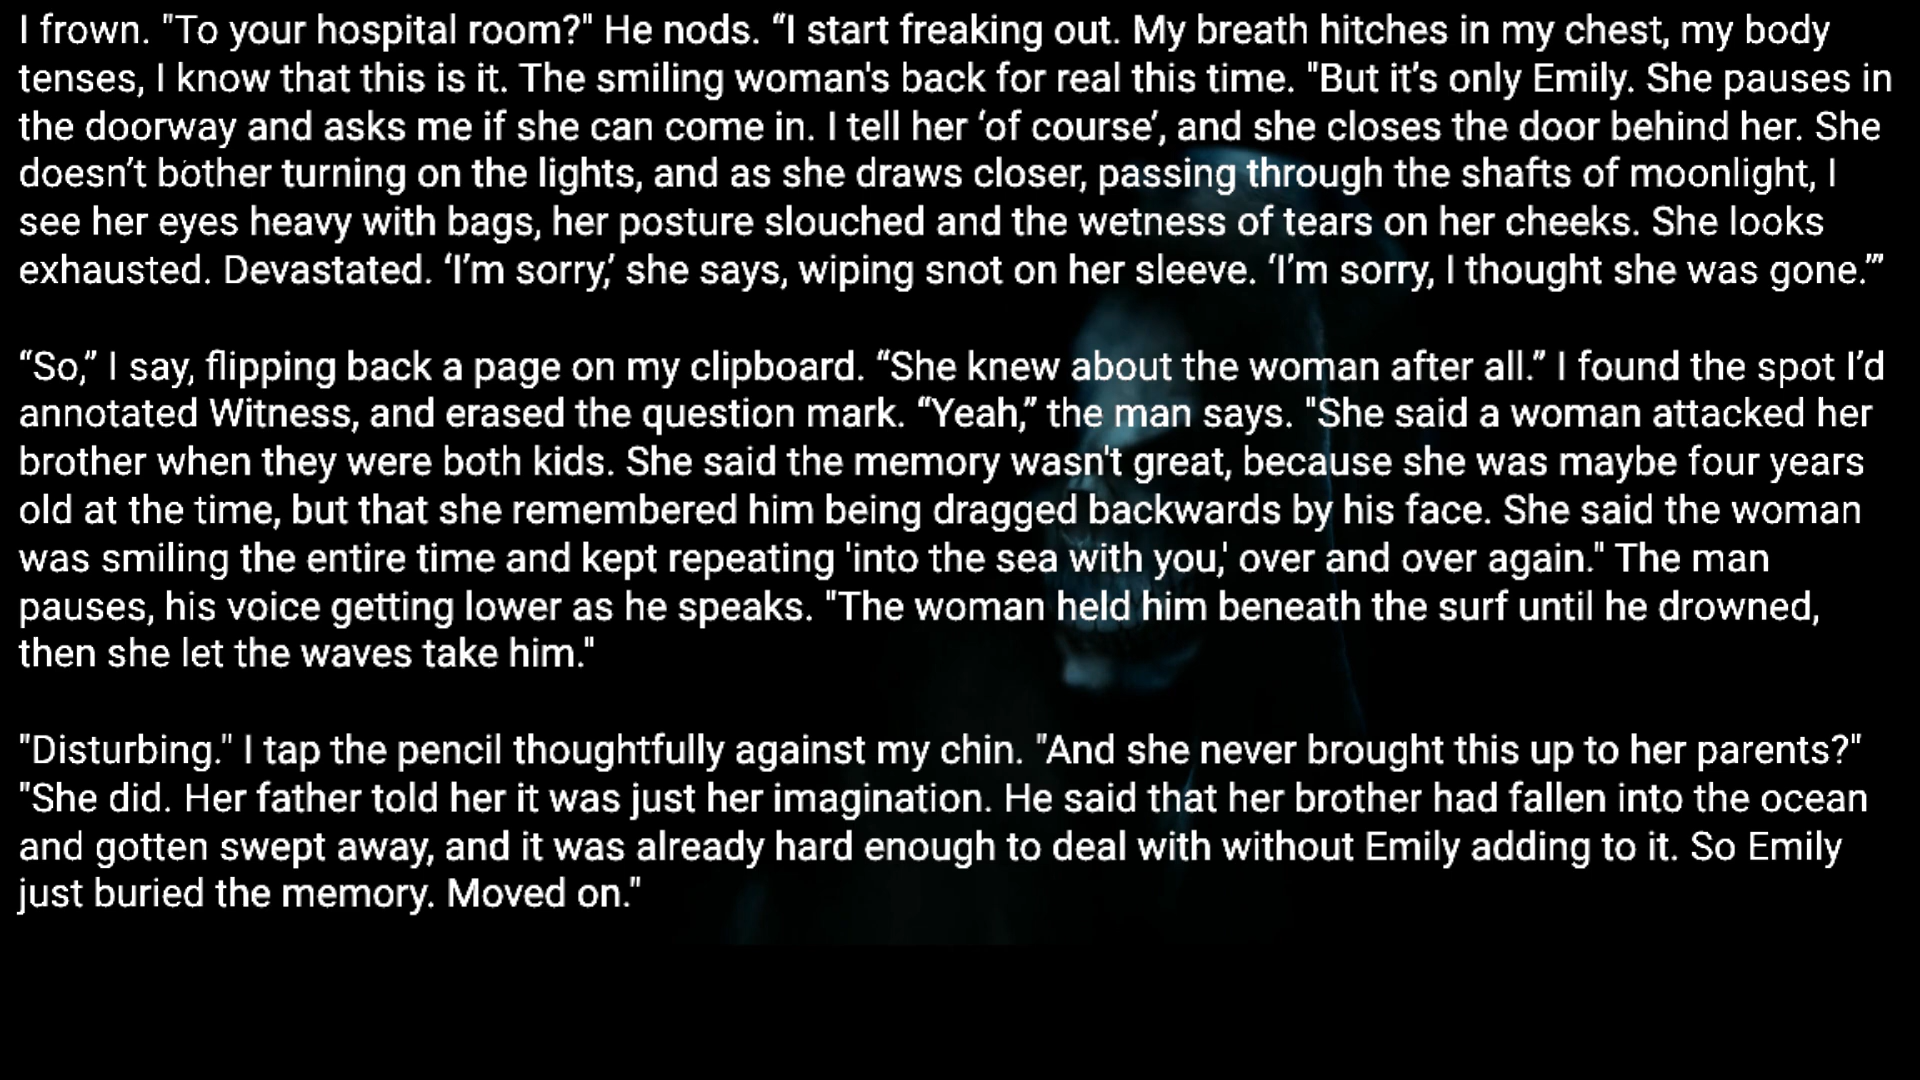 I frown. "To your hospital room?" He nods. “I start freaking out. My breath hitches in my chest, my body
tenses, I know that this is it. The smiling woman's back for real this time. "But it’s only Emily. She pauses in
the doorway and asks me if she can come in. I tell her ‘of course’, and she closes the door behind her. She
doesn’t bother turning on the lights, and as she draws closer, passing through the shafts of moonlight, I
see her eyes heavy with bags, her posture slouched and the wetness of tears on her cheeks. She looks
exhausted. Devastated. ‘I’m sorry,’ she says, wiping snot on her sleeve. ‘I’m sorry, I thought she was gone.’”
“So,” I say, flipping back a page on my clipboard. “She knew about the woman after all.” I found the spot I’d
annotated Witness, and erased the question mark. “Yeah,” the man says. "She said a woman attacked her
brother when they were both kids. She said the memory wasn't great, because she was maybe four years
old at the time, but that she remembered him being dragged backwards by his face. She said the woman
was smiling the entire time and kept repeating 'into the sea with you,' over and over again." The man
pauses, his voice getting lower as he speaks. "The woman held him beneath the surf until he drowned,
then she let the waves take him."
"Disturbing." I tap the pencil thoughtfully against my chin. "And she never brought this up to her parents?"
"She did. Her father told her it was just her imagination. He said that her brother had fallen into the ocean
and gotten swept away, and it was already hard enough to deal with without Emily adding to it. So Emily
just buried the memory. Moved on."